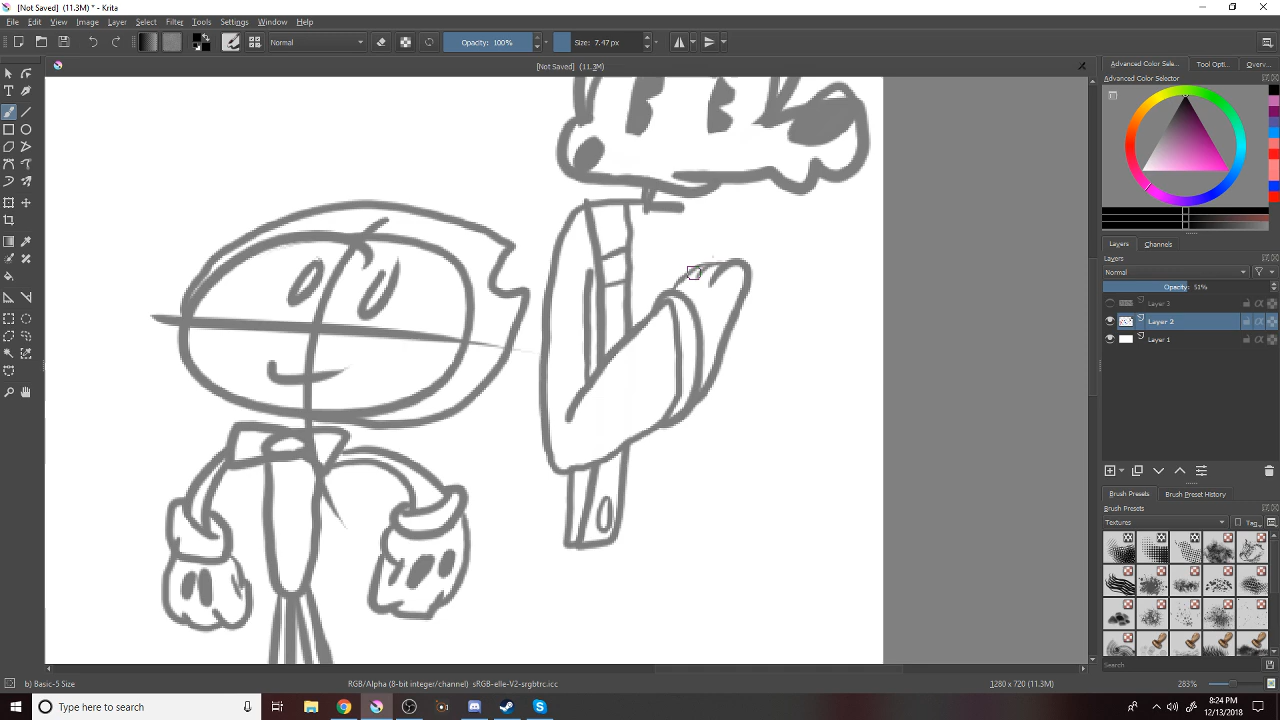 [Not Saved] (11.3M) * - Krita
File Edit View Image Layer Select Filter Tools Settings Window Help
Normal Opacity: 100% Size: 7.47 px
[Not Saved] (11.3M)
Advanced Color Sele... Tool Opti... Overv...
Advanced Color Selector
Layers Channels
Layers
Normal
Opacity: 51%
Layer 3
Layer 2
Layer 1
Brush Presets Brush Preset History
Brush Presets
Textures Tag
Search
b) Basic-5 Size RGB/Alpha (8-bit integer/channel) sRGB-elle-V2-srgbtrc.icc 1280 x 720 (11.3M) 283%
Type here to search
8:24 PM
12/13/2018